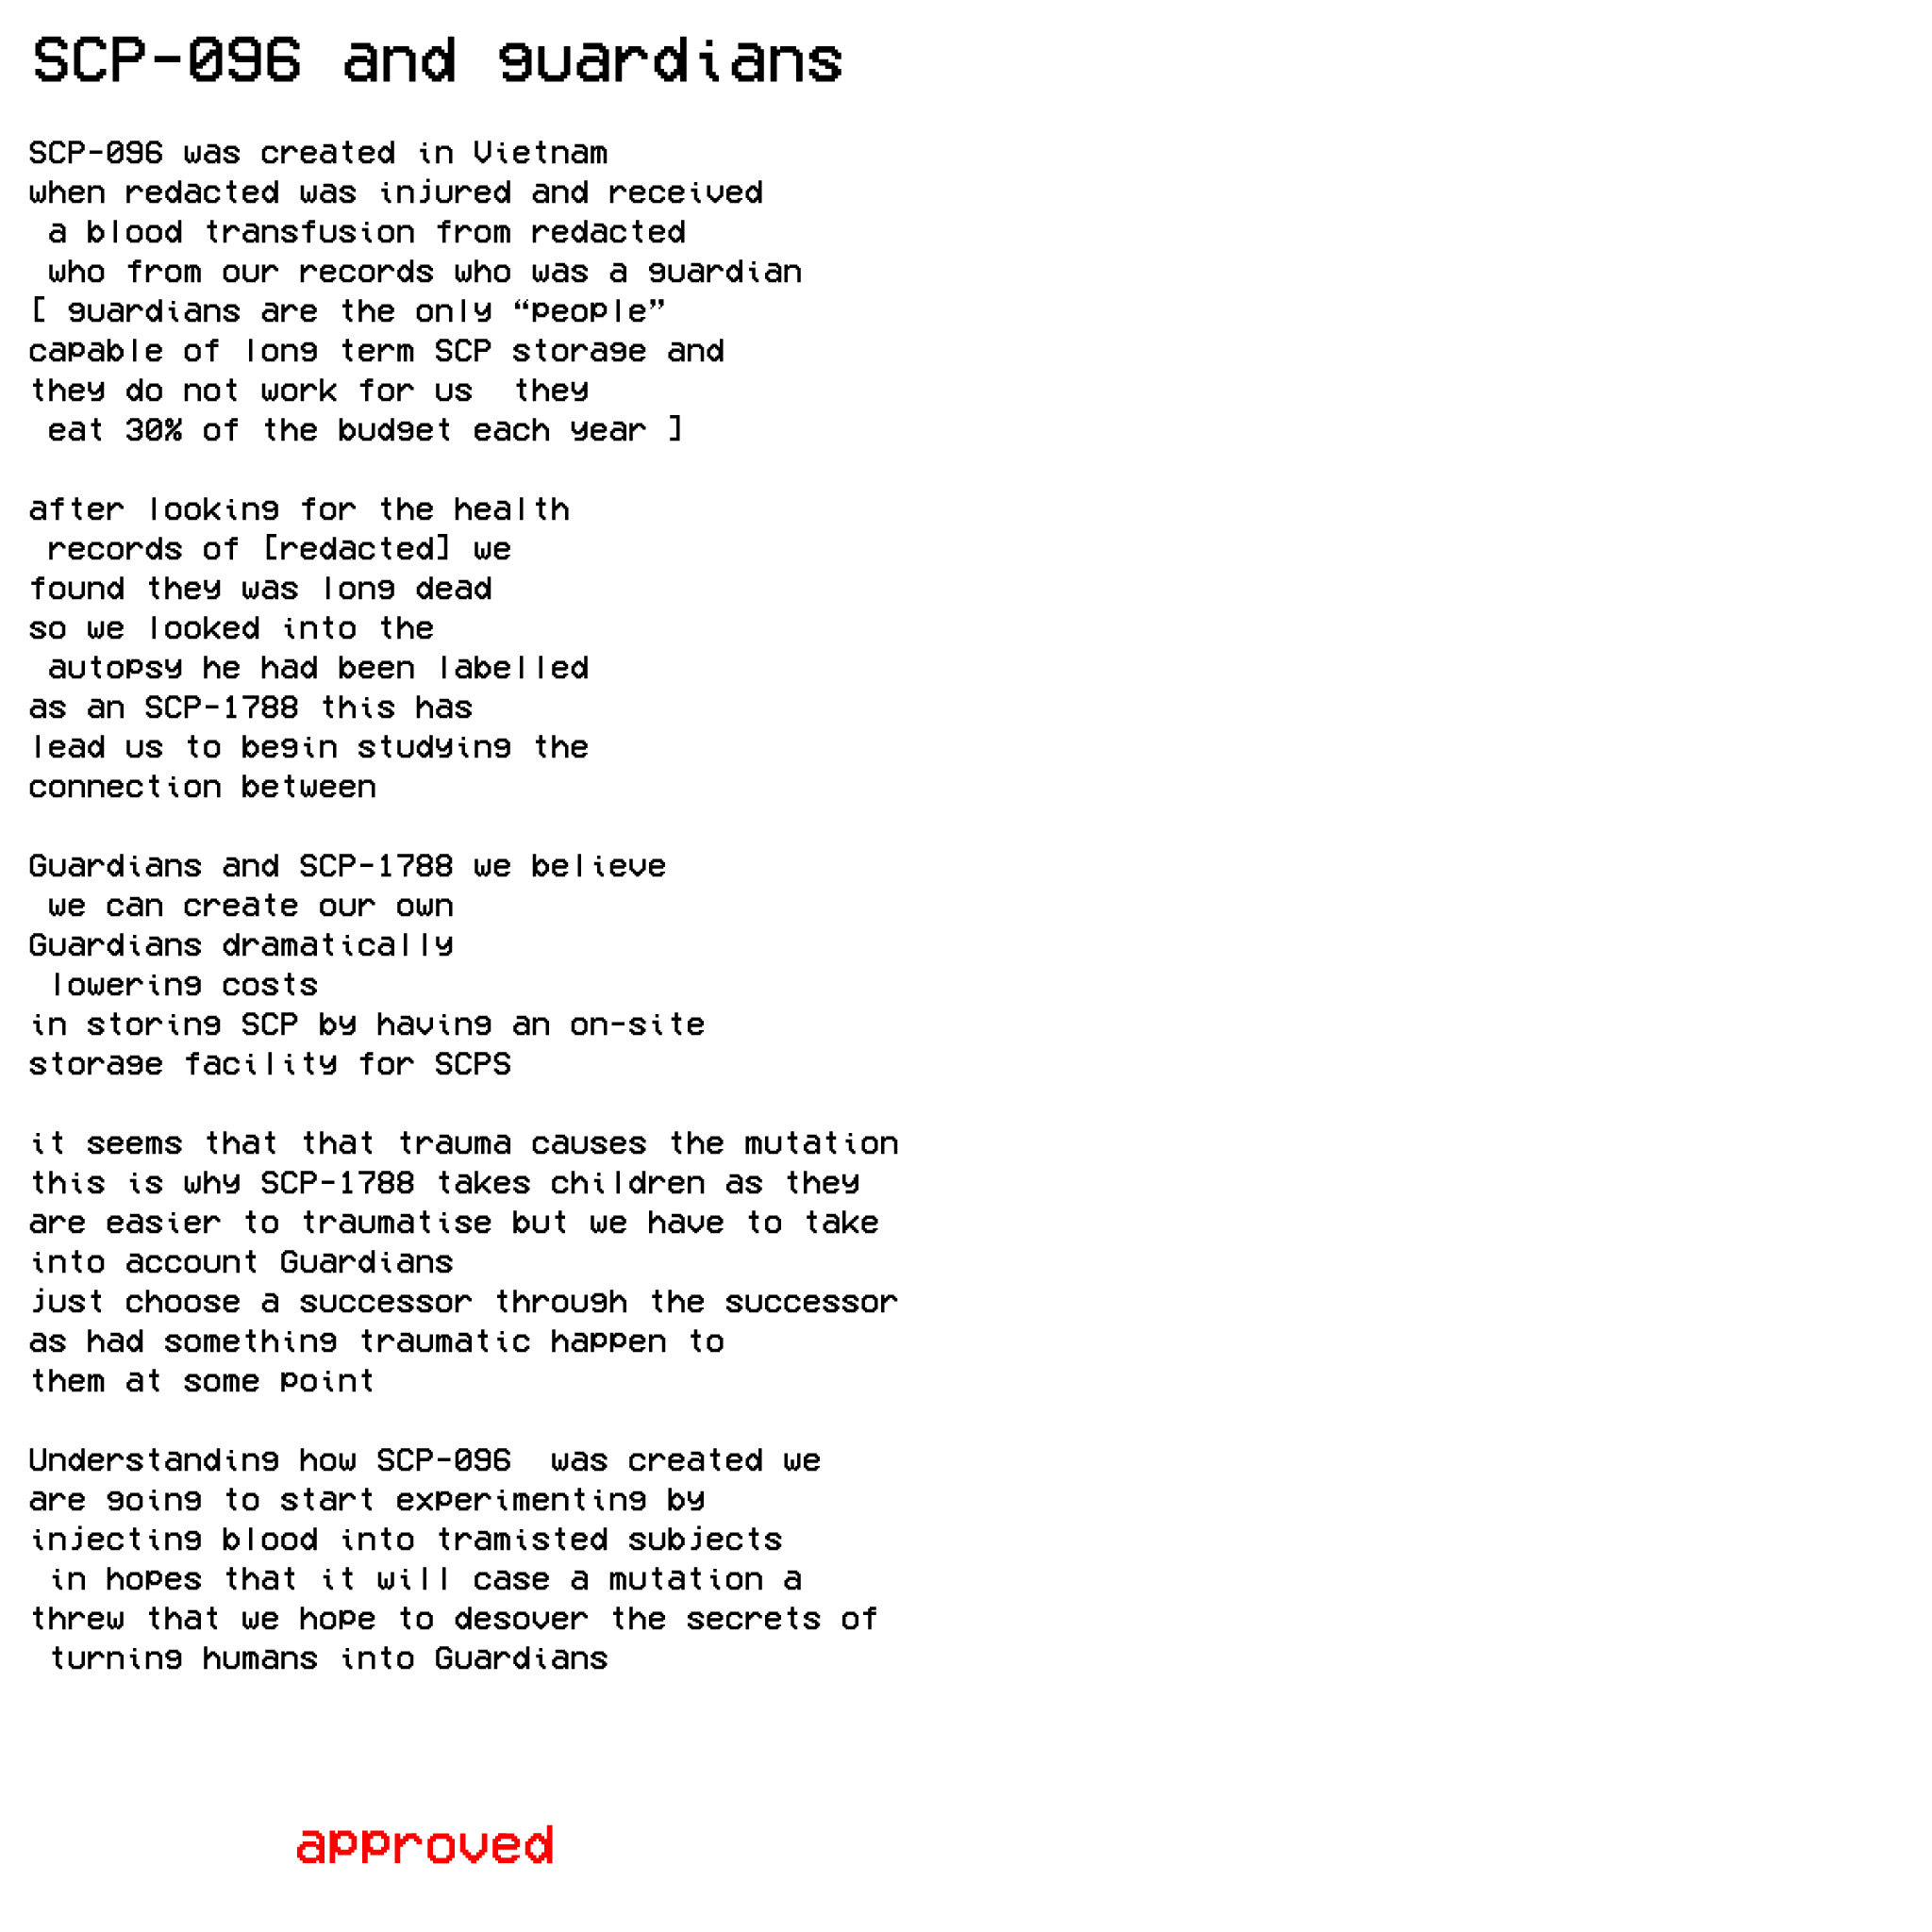 SCP-096 and guardians
SCP-096 was created in Vietnam
when redacted was injured and received
a blood transfusion from redacted
who from our records who was a guardian
[ guardians are the only “people”
capable of long term SCP storage and
they do not work for us  they
eat 30% of the budget each year ]
after looking for the health
records of [redacted] we
found they was long dead
so we looked into the
autopsy he had been labelled
as an SCP-1788 this has
lead us to begin studying the
connection between
Guardians and SCP-1788 we believe
we can create our own
Guardians dramatically
lowering costs
in storing SCP by having an on-site
storage facility for SCPS
it seems that that trauma causes the mutation
this is why SCP-1788 takes children as they
are easier to traumatise but we have to take
into account Guardians
just choose a successor through the successor
as had something traumatic happen to
them at some point
Understanding how SCP-096  was created we
are going to start experimenting by
injecting blood into tramisted subjects
in hopes that it will case a mutation a
threw that we hope to desover the secrets of
turning humans into Guardians
approved